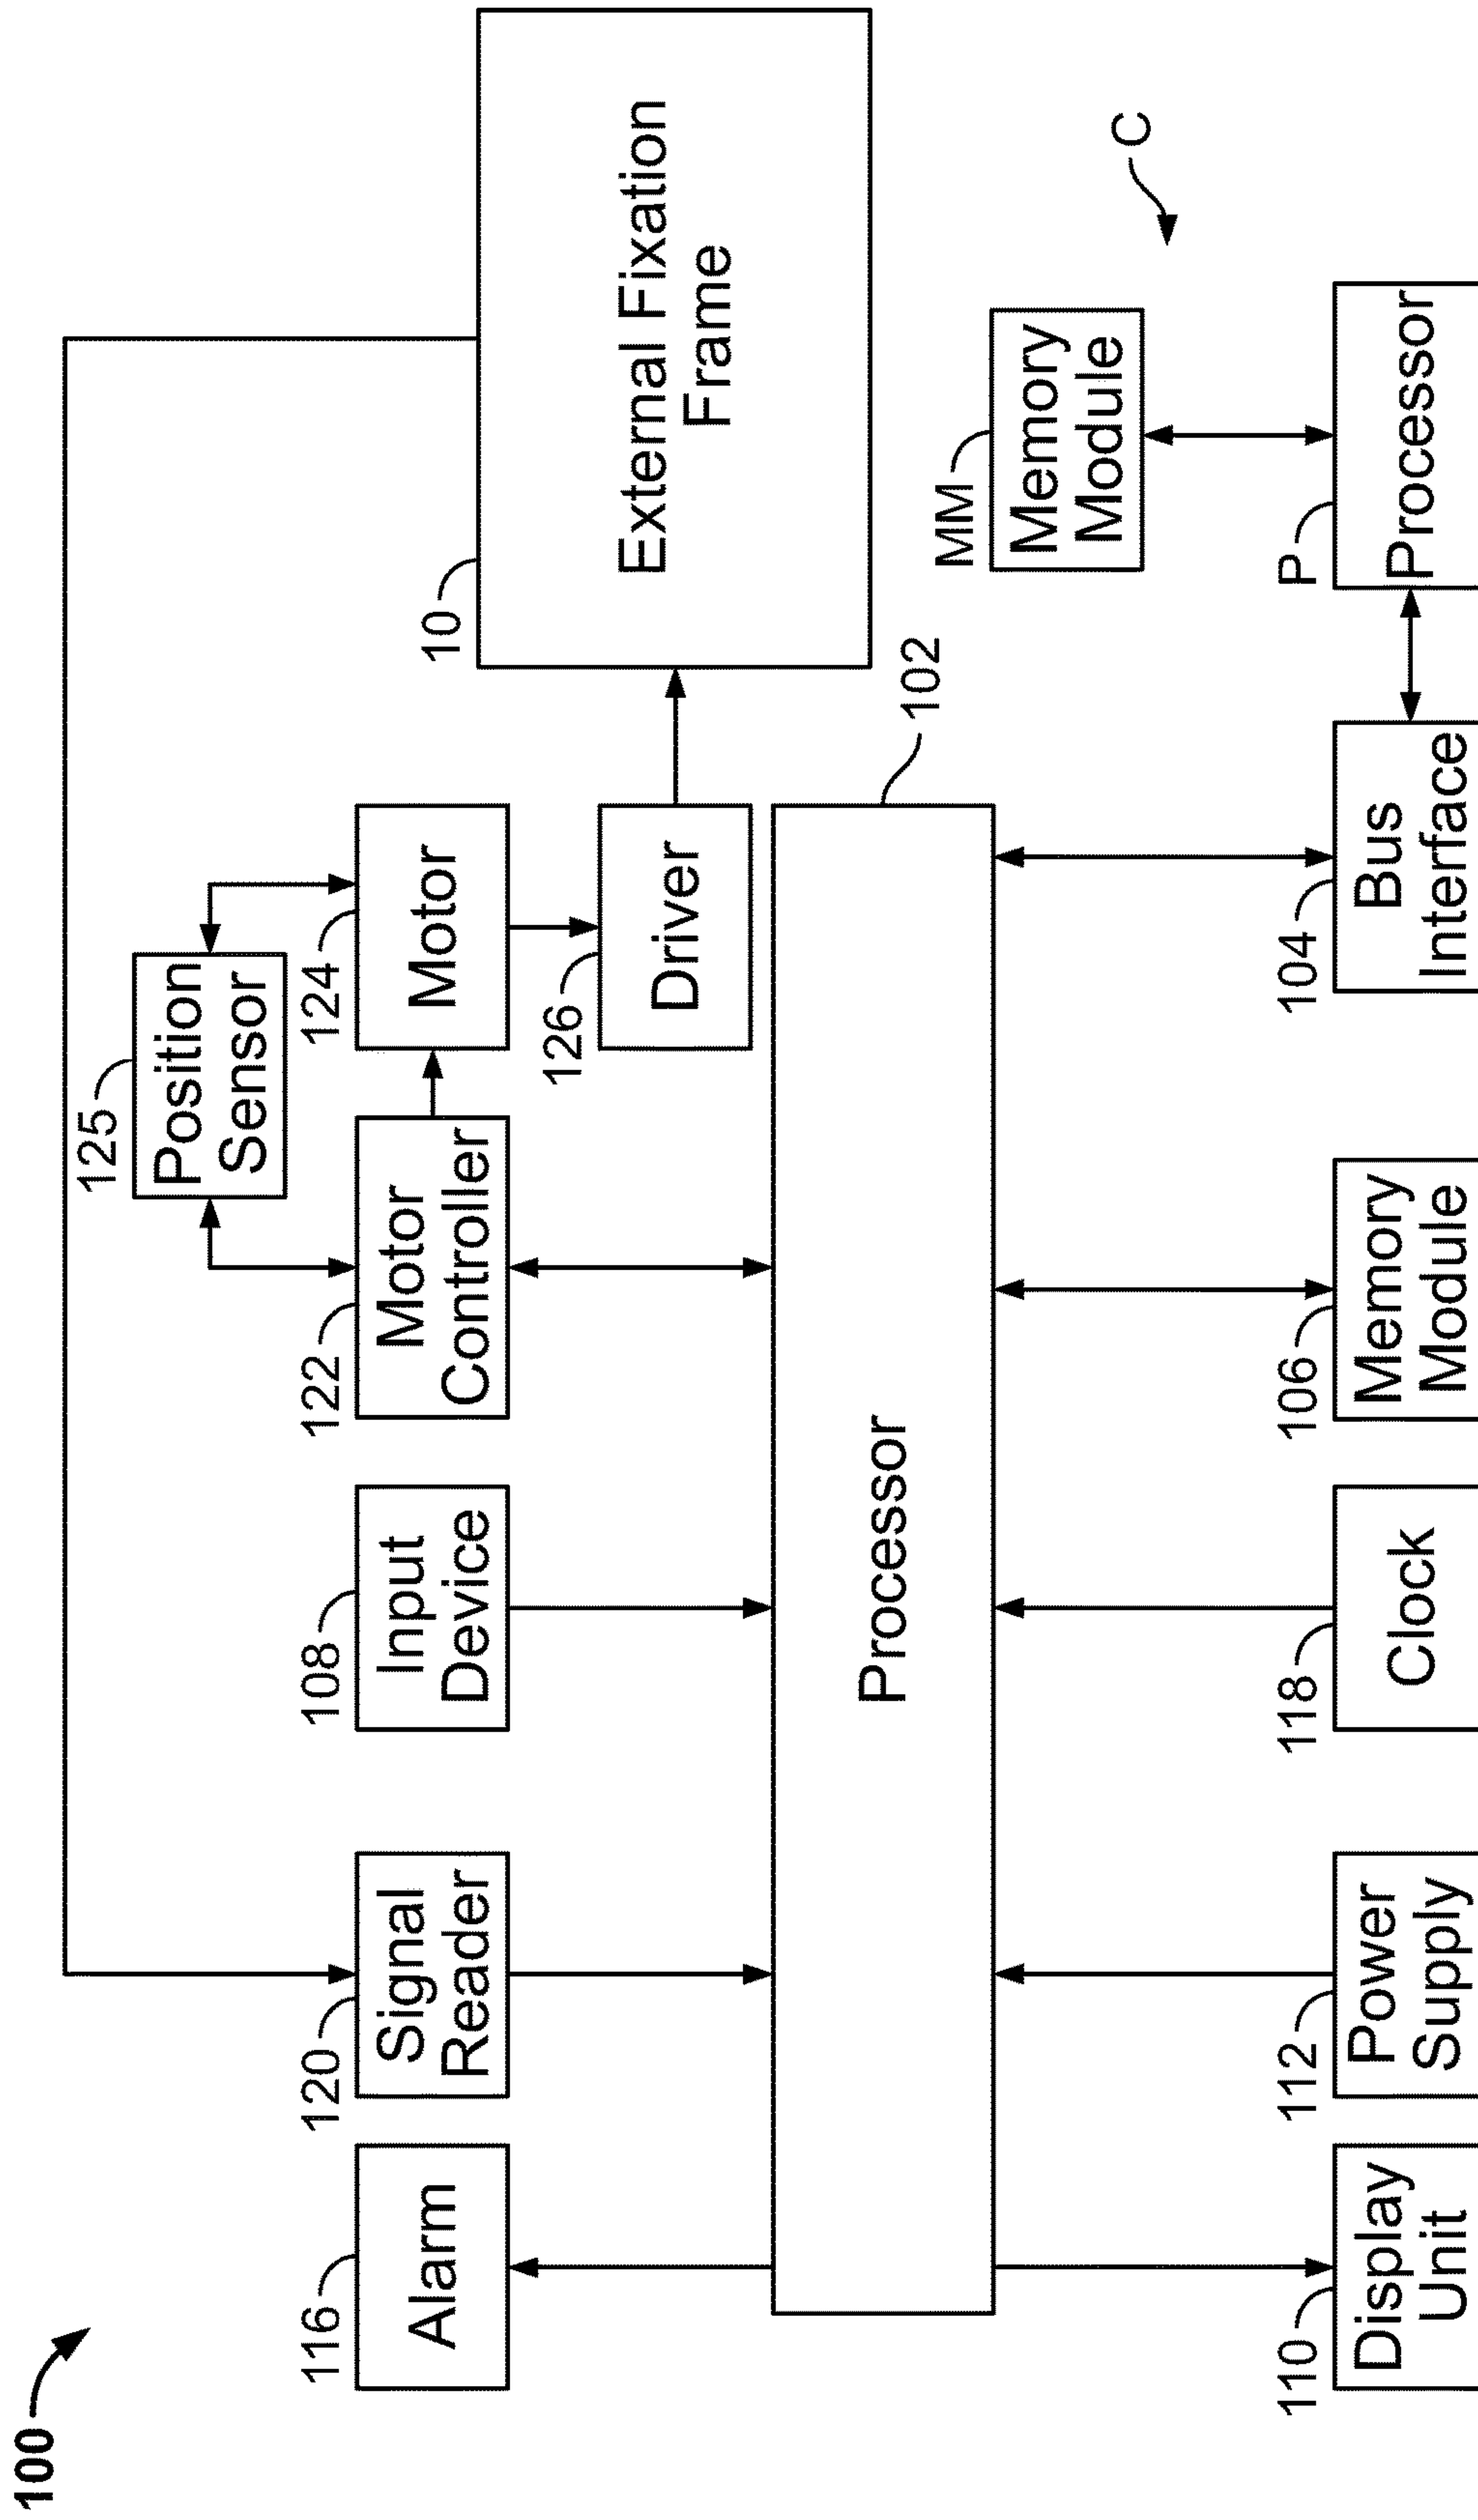 100
125
Position
Sensor
116
Alarm
120
Signal
Reader
108
Input
Device
122
Motor
Controller
124
Motor
10
External Fixation
Frame
126
Driver
Processor
102
MM
Memory
Module
C
110
Display
Unit
112
Power
Supply
118
Clock
106
Memory
Module
104
Bus
Interface
P
Processor